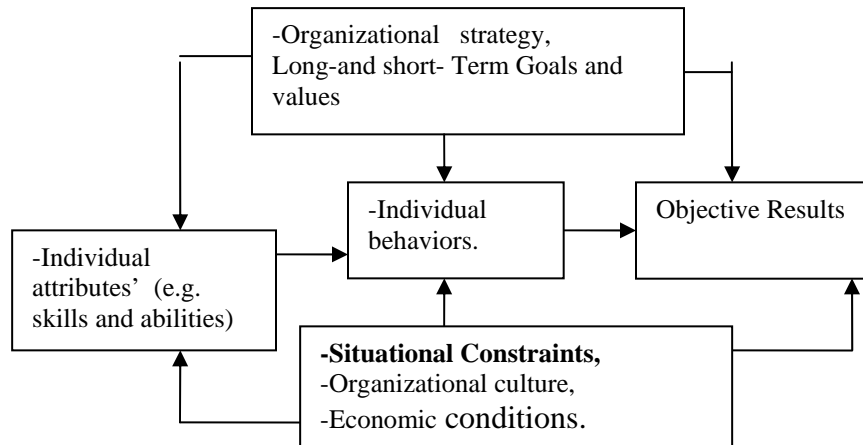 -Organizational strategy,
Long-and short- Term Goals and
values
-Individual
behaviors.
Objective Results
-Individual
attributes’ (e.g.
skills and abilities)
-Situational Constraints,
-Organizational culture,
-Economic conditions.